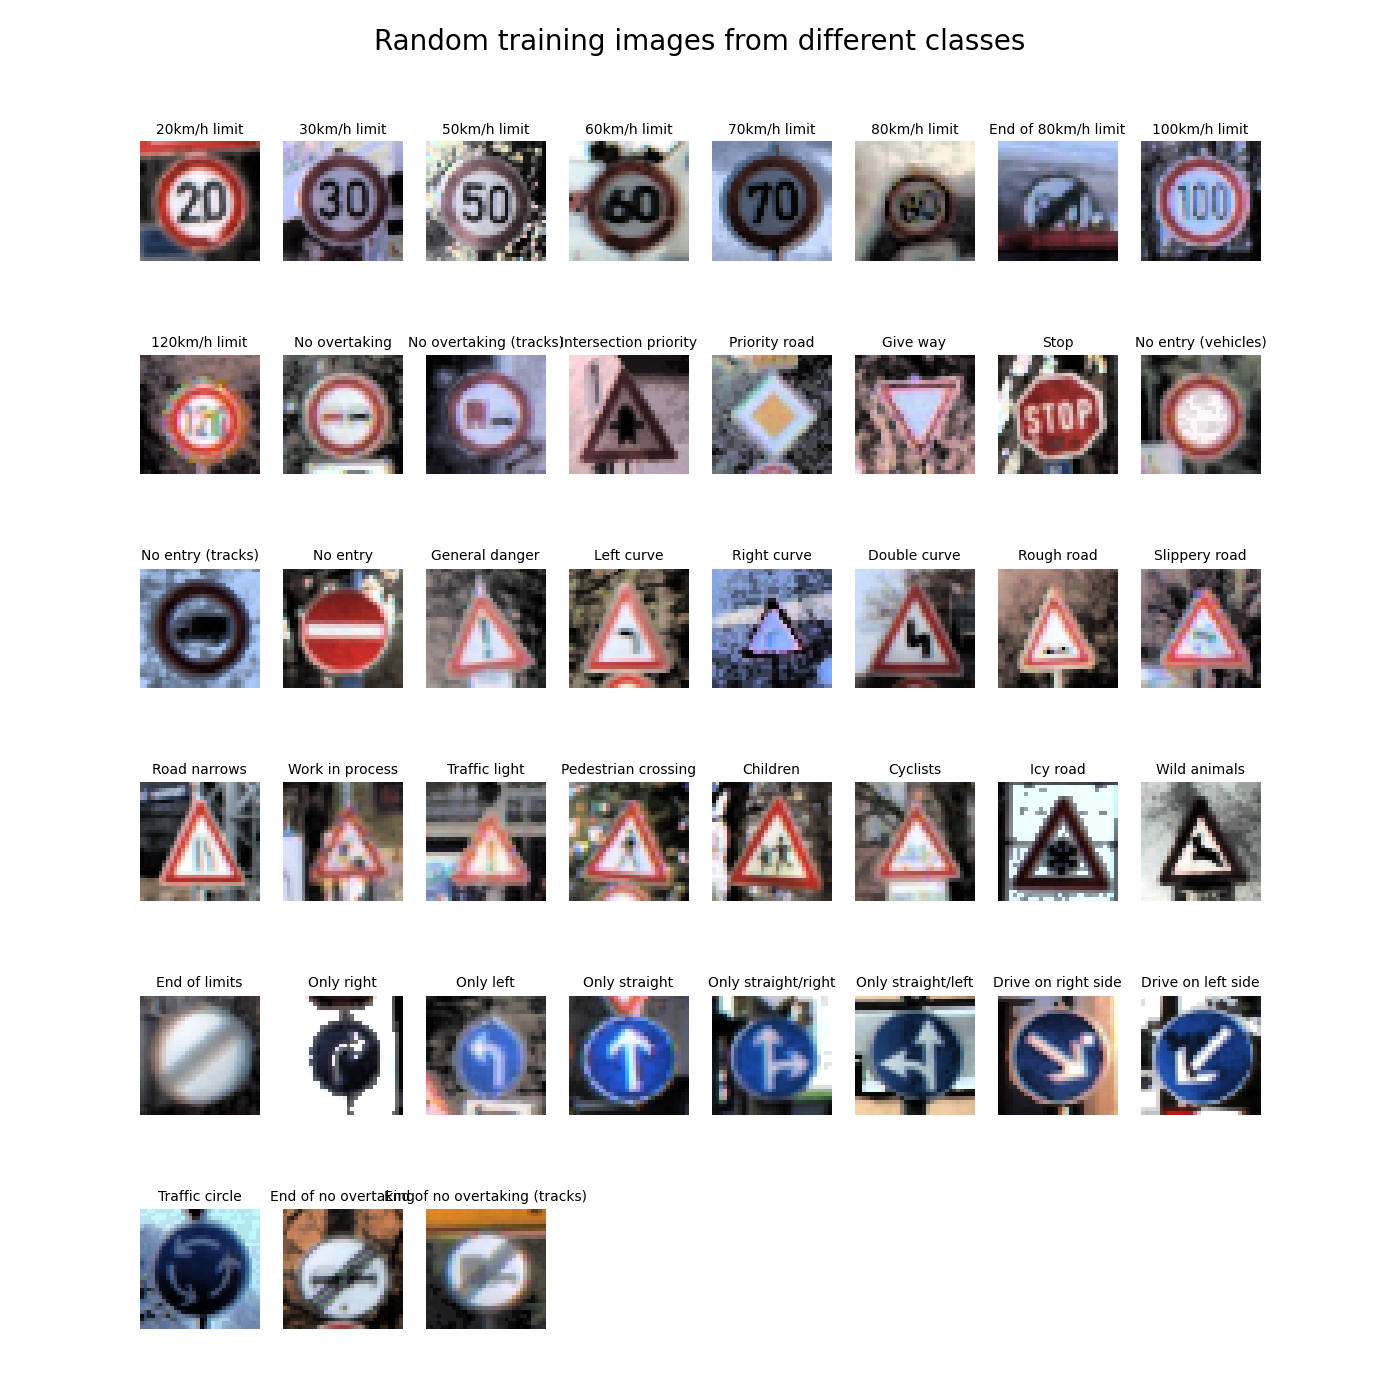 Random training images from different classes
20km/h limit
30km/h limit
50km/h limit
60km/h limit
70km/h limit
80km/h limit
End of 80km/h limit
100km/h limit
20
30
50
60
70
80
100
120km/h limit
No overtaking
No overtaking (tracks)
Intersection priority
Priority road
Give way
Stop
No entry (vehicles)
120
STOP
No entry (tracks)
No entry
General danger
Left curve
Right curve
Double curve
Rough road
Slippery road
Road narrows
Work in process
Traffic light
Pedestrian crossing
Children
Cyclists
Icy road
Wild animals
End of limits
Only right
Only left
Only straight
Only straight/right
Only straight/left
Drive on right side
Drive on left side
Traffic circle
End of no overtaking
End of no overtaking (tracks)